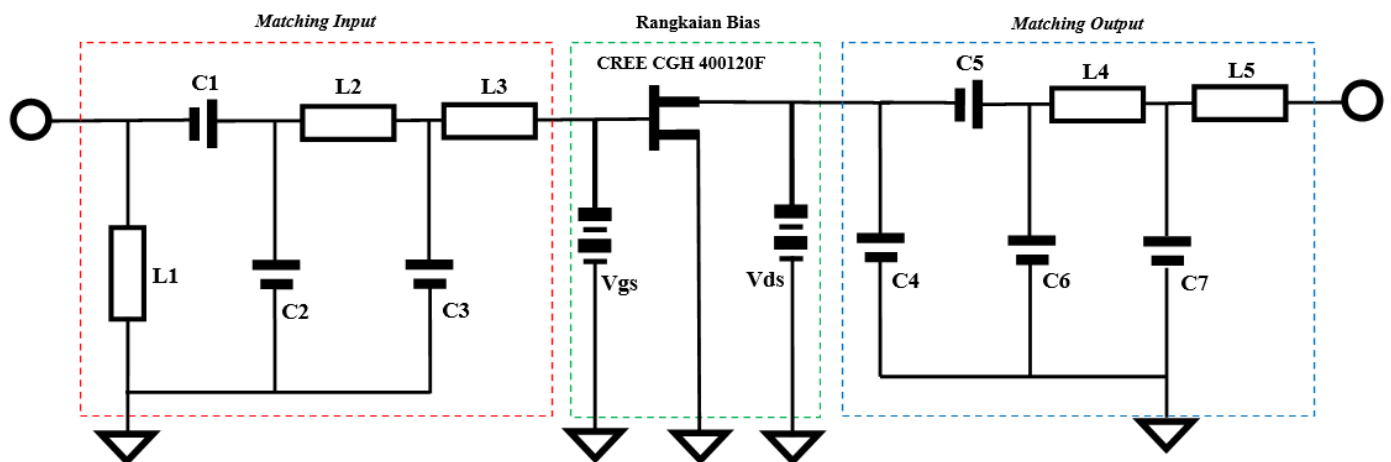 Matching Input
Rangkaian Bias
Matching Output
CREE CGH 400120F
C1
L2
L3
C5
L4
L5
L1
C2
C3
Vgs
Vds
C4
C6
C7